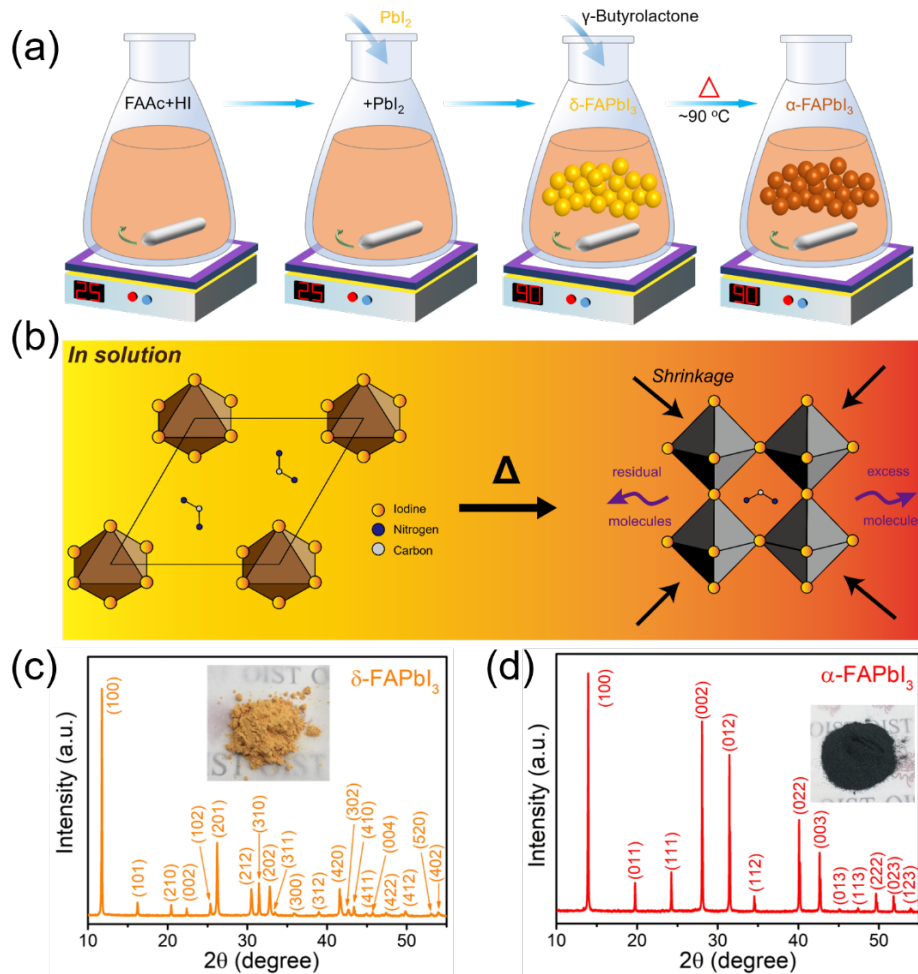 (a)
PbI₂
γ-Butyrolactone
FAAc+HI
+PbI₂
δ-FAPbI₃
△
~90 °C
α-FAPbI₃
25
25
90
90
(b)
In solution
Iodine
Nitrogen
Carbon
Δ
Shrinkage
residual
molecules
excess
molecule
(c)
δ-FAPbI₃
Intensity (a.u.)
(100)
(101)
(210)
(002)
(102)
(201)
(212)
(310)
(202)
(311)
(300)
(312)
(420)
(302)
(410)
(411)
(004)
(422)
(412)
(520)
(402)
10 20 30 40 50
2θ (degree)
(d)
α-FAPbI₃
Intensity (a.u.)
(100)
(011)
(111)
(002)
(012)
(112)
(022)
(003)
(013)
(113)
(222)
(023)
(123)
10 20 30 40 50
2θ (degree)